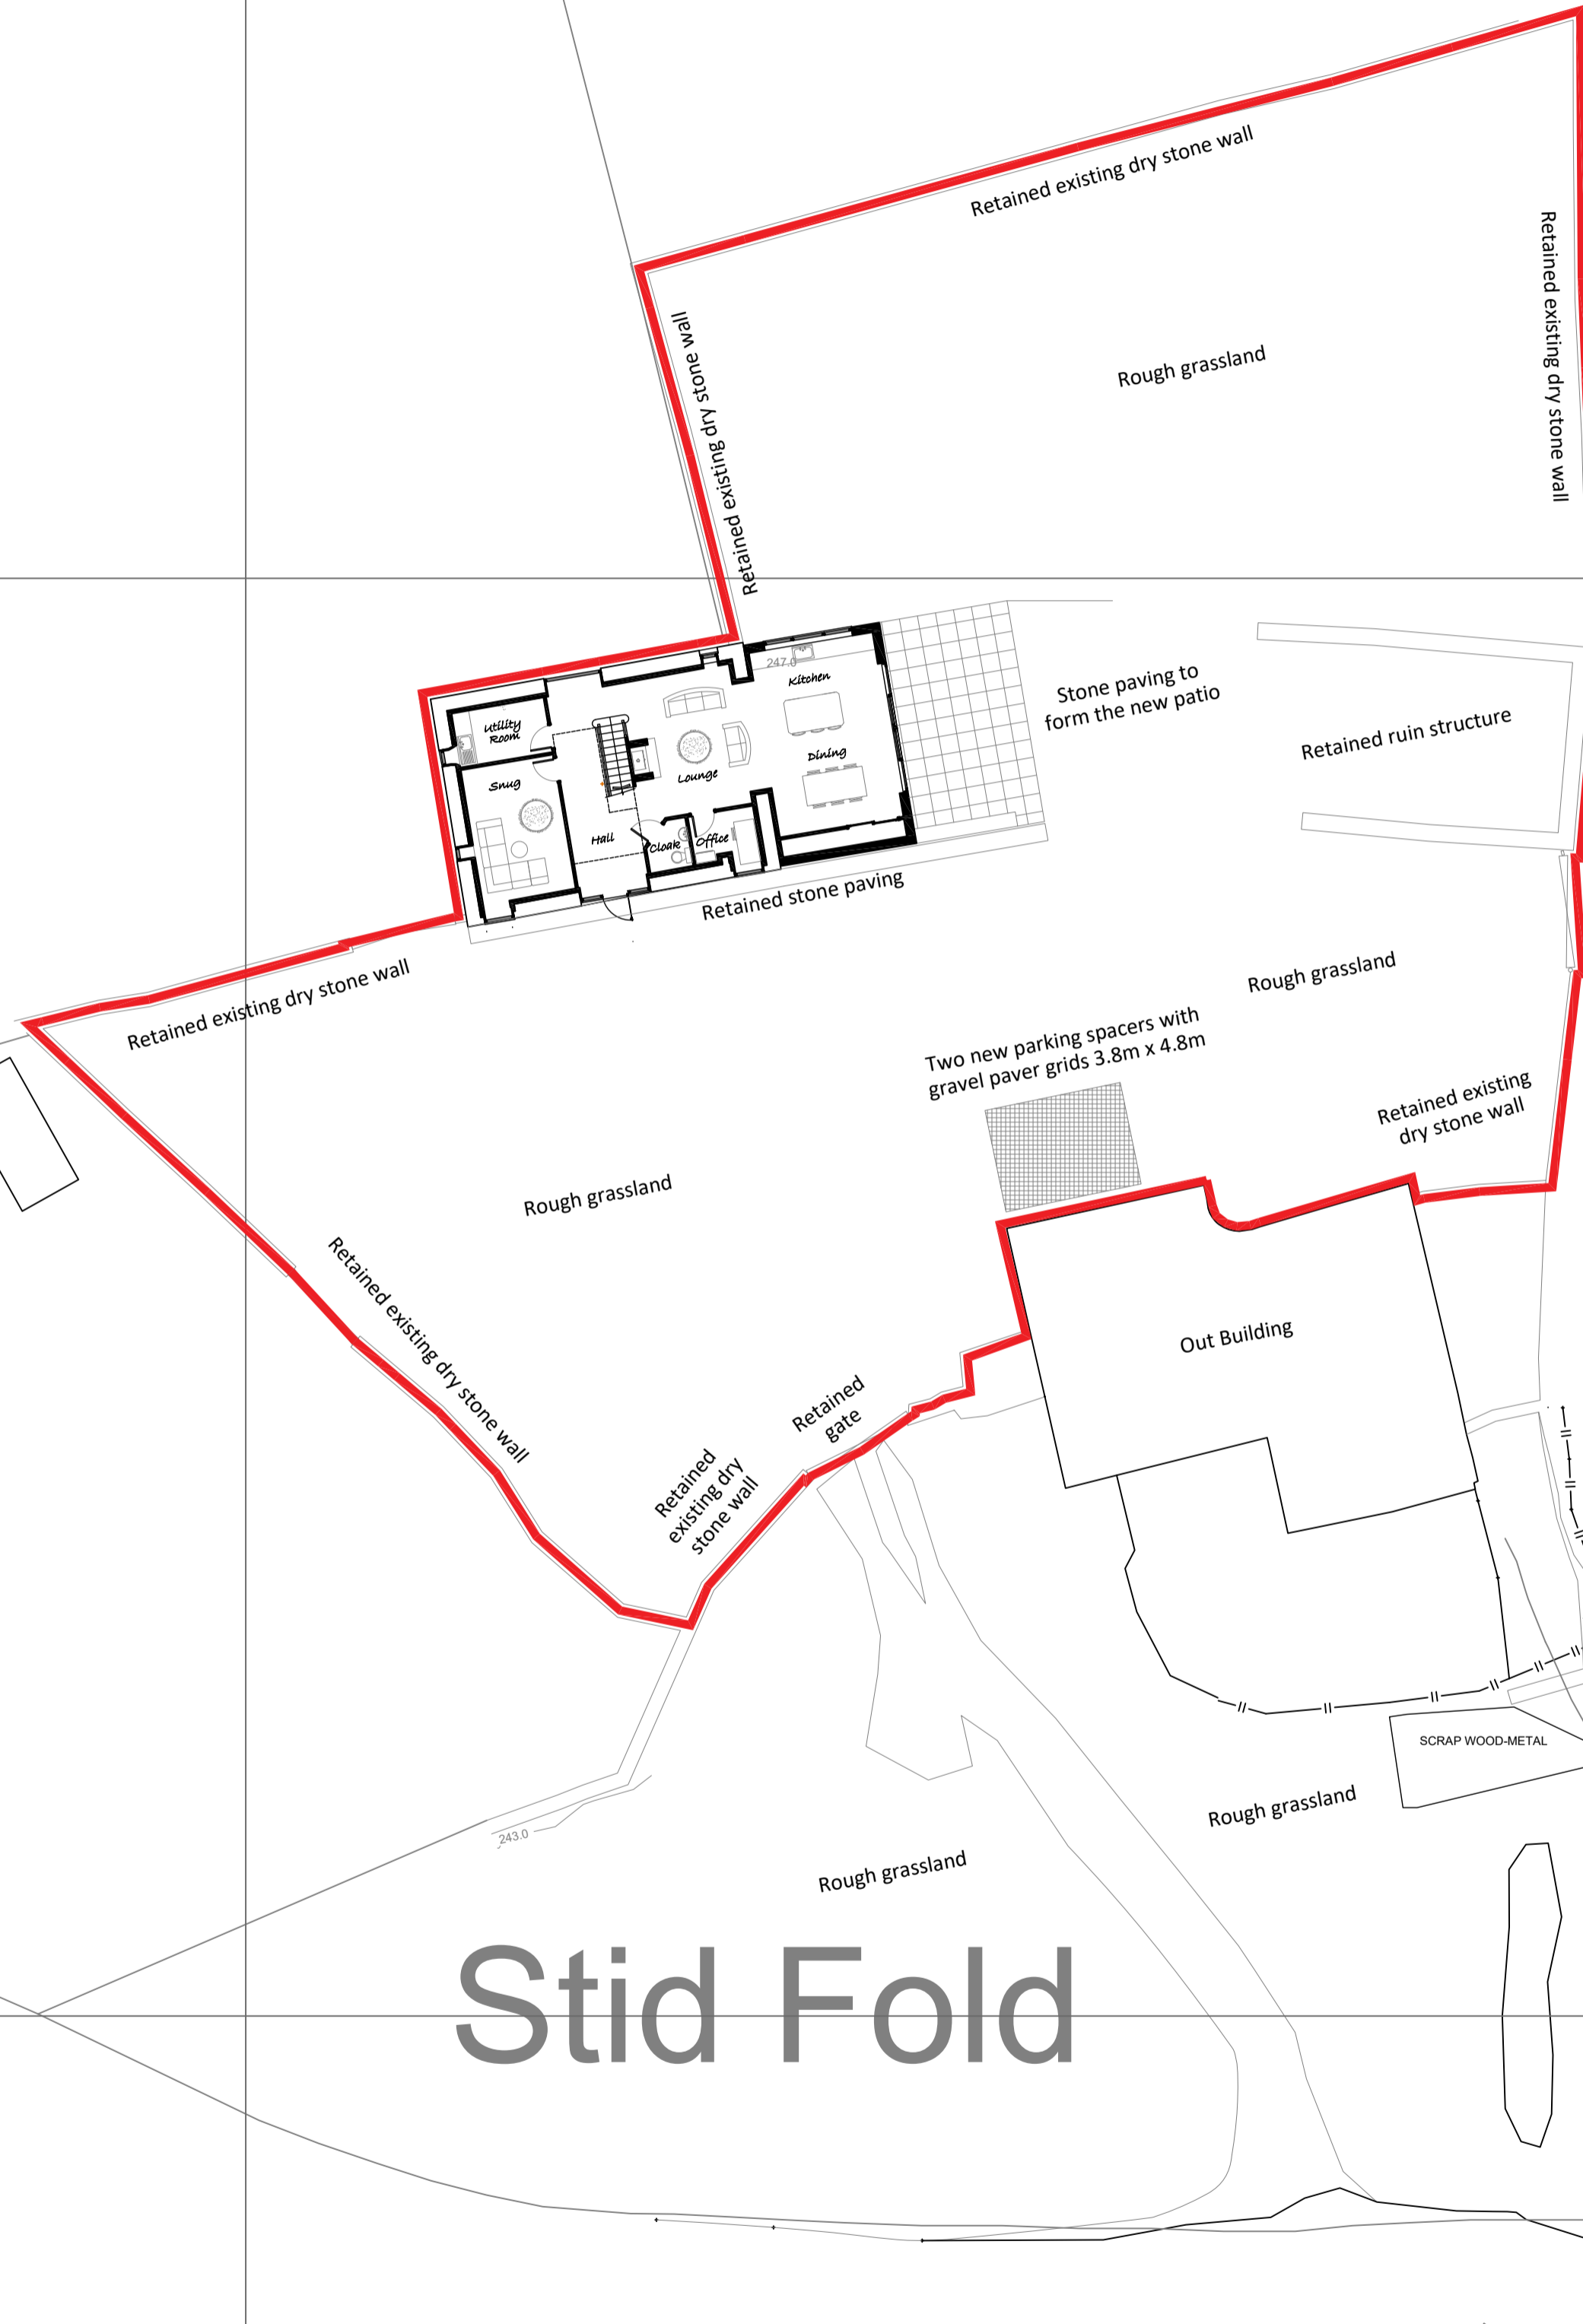 Retained existing dry stone wall
Retained existing dry stone wall
Retained existing dry stone wall
Rough grassland
247.0
Kitchen
Utility
Room
Dining
Lounge
Snug
Hall
Cloak
Office
Stone paving to
form the new patio
Retained ruin structure
Retained stone paving
Retained existing dry stone wall
Rough grassland
Two new parking spacers with
gravel paver grids 3.8m x 4.8m
Retained existing
dry stone wall
Rough grassland
Retained existing dry stone wall
Out Building
Retained
gate
Retained
existing dry
stone wall
SCRAP WOOD-METAL
Rough grassland
243.0
Rough grassland
Stid Fold